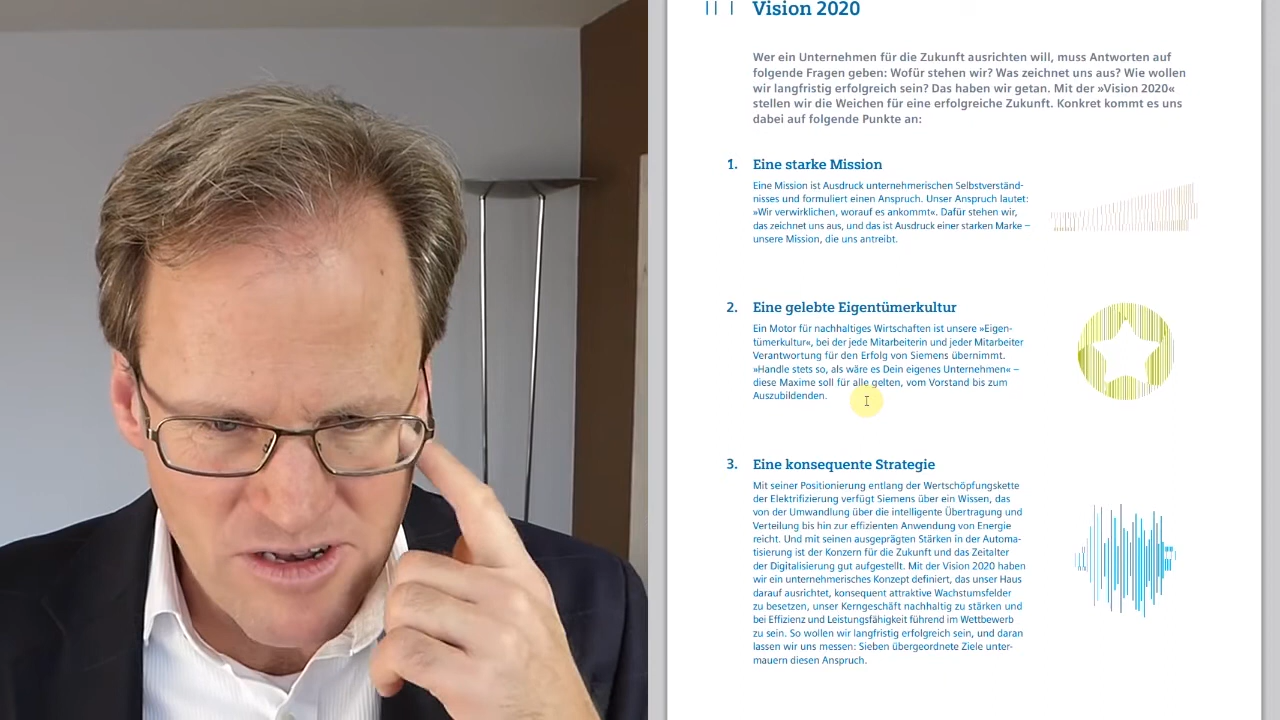 Vision 2020
Wer ein Unternehmen für die Zukunft ausrichten will, muss Antworten auf
folgende Fragen geben: Wofür stehen wir? Was zeichnet uns aus? Wie wollen
wir langfristig erfolgreich sein? Das haben wir getan. Mit der »Vision 2020«
stellen wir die Weichen für eine erfolgreiche Zukunft. Konkret kommt es uns
dabei auf folgende Punkte an:
1. Eine starke Mission
Eine Mission ist Ausdruck unternehmerischen Selbstverständ-
nisses und formuliert einen Anspruch. Unser Anspruch lautet:
»Wir verwirklichen, worauf es ankommt«. Dafür stehen wir,
das zeichnet uns aus, und das ist Ausdruck einer starken Marke –
unsere Mission, die uns antreibt.
2. Eine gelebte Eigentümerkultur
Ein Motor für nachhaltiges Wirtschaften ist unsere »Eigen-
tümerkultur«, bei der jede Mitarbeiterin und jeder Mitarbeiter
Verantwortung für den Erfolg von Siemens übernimmt.
»Handle stets so, als wäre es Dein eigenes Unternehmen« –
diese Maxime soll für alle gelten, vom Vorstand bis zum
Auszubildenden.
3. Eine konsequente Strategie
Mit seiner Positionierung entlang der Wertschöpfungskette
der Elektrifizierung verfügt Siemens über ein Wissen, das
von der Umwandlung über die intelligente Übertragung und
Verteilung bis hin zur effizienten Anwendung von Energie
reicht. Und mit seinen ausgeprägten Stärken in der Automa-
tisierung ist der Konzern für die Zukunft und das Zeitalter
der Digitalisierung gut aufgestellt. Mit der Vision 2020 haben
wir ein unternehmerisches Konzept definiert, das unser Haus
darauf ausrichtet, konsequent attraktive Wachstumsfelder
zu besetzen, unser Kerngeschäft nachhaltig zu stärken und
bei Effizienz und Leistungsfähigkeit führend im Wettbewerb
zu sein. So wollen wir langfristig erfolgreich sein, und daran
lassen wir uns messen: Sieben übergeordnete Ziele unter-
mauern diesen Anspruch.